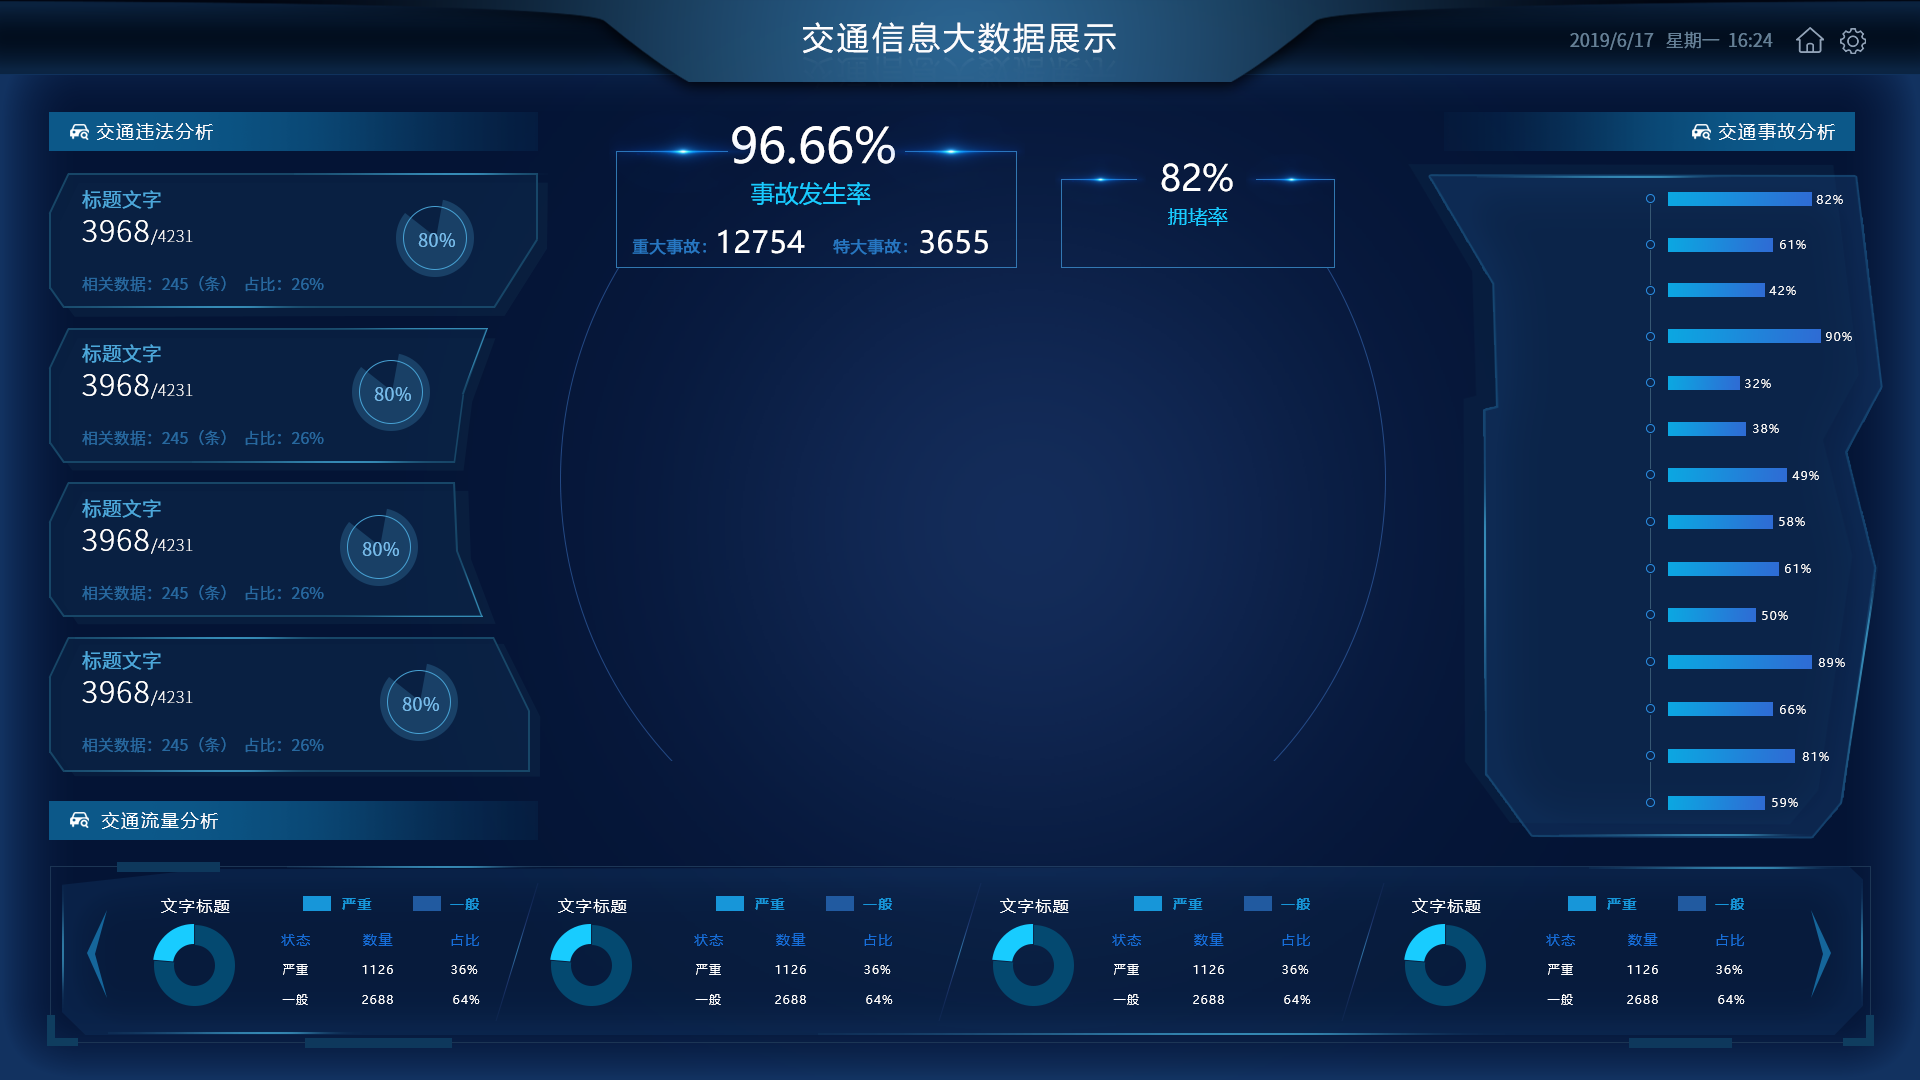 交通信息大数据展示
2019/6/17 星期一 16:24
交通违法分析
标题文字
3968/4231
80%
相关数据：245（条） 占比：26%
标题文字
3968/4231
80%
相关数据：245（条） 占比：26%
标题文字
3968/4231
80%
相关数据：245（条） 占比：26%
标题文字
3968/4231
80%
相关数据：245（条） 占比：26%
96.66%
事故发生率
重大事故：12754 特大事故：3655
82%
拥堵率
交通事故分析
82%
61%
42%
90%
32%
38%
49%
58%
61%
50%
89%
66%
81%
59%
交通流量分析
文字标题
严重 一般
状态 数量 占比
严重 1126 36%
一般 2688 64%
文字标题
严重 一般
状态 数量 占比
严重 1126 36%
一般 2688 64%
文字标题
严重 一般
状态 数量 占比
严重 1126 36%
一般 2688 64%
文字标题
严重 一般
状态 数量 占比
严重 1126 36%
一般 2688 64%